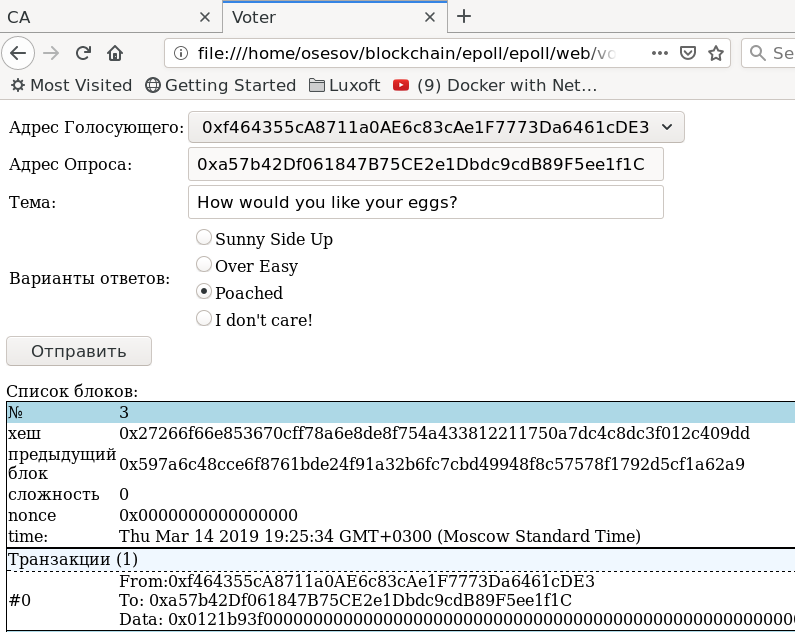 CA
Voter
file:///home/osesov/blockchain/epoll/epoll/web/vo
Se
Most Visited
Getting Started
Luxoft
(9) Docker with Net…
Адрес Голосующего: 0xf464355cA8711a0AE6c83cAe1F7773Da6461cDE3
Адрес Опроса: 0xa57b42Df061847B75CE2e1Dbdc9cdB89F5ee1f1C
Тема: How would you like your eggs?
Варианты ответов:
Sunny Side Up
Over Easy
Poached
I don't care!
Отправить
Список блоков:
№ 3
хеш 0x27266f66e853670cff78a6e8de8f754a433812211750a7dc4c8dc3f012c409dd
предыдущий
блок 0x597a6c48cce6f8761bde24f91a32b6fc7cbd49948f8c57578f1792d5cf1a62a9
сложность 0
nonce 0x0000000000000000
time: Thu Mar 14 2019 19:25:34 GMT+0300 (Moscow Standard Time)
Транзакции (1)
#0
From:0xf464355cA8711a0AE6c83cAe1F7773Da6461cDE3
To: 0xa57b42Df061847B75CE2e1Dbdc9cdB89F5ee1f1C
Data: 0x0121b93f00000000000000000000000000000000000000000000000000000000